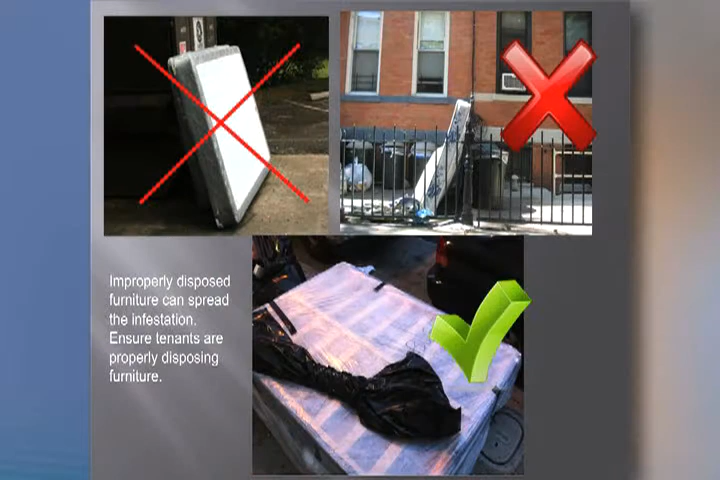 Improperly disposed
furniture can spread
the infestation.
Ensure tenants are
properly disposing
furniture.